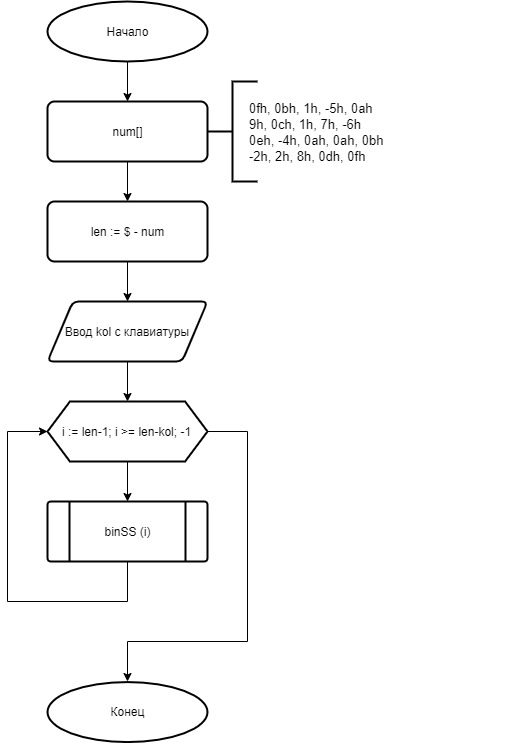 Начало
num[]
0fh, 0bh, 1h, -5h, 0ah
9h, 0ch, 1h, 7h, -6h
0eh, -4h, 0ah, 0ah, 0bh
-2h, 2h, 8h, 0dh, 0fh
len := $ - num
Ввод kol с клавиатуры
i := len-1; i >= len-kol; -1
binSS (i)
Конец